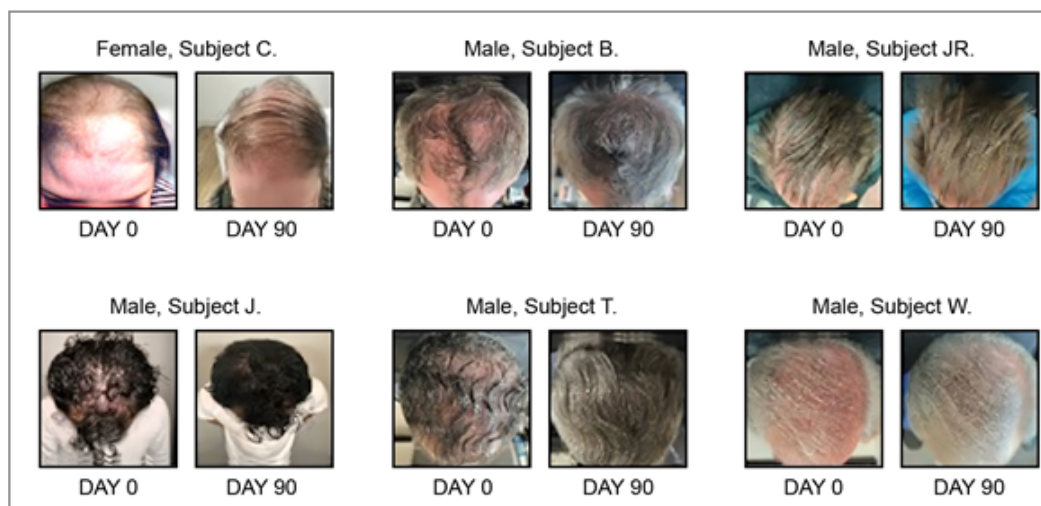 Female, Subject C.
Male, Subject B.
Male, Subject JR.
DAY 0
DAY 90
DAY 0
DAY 90
DAY 0
DAY 90
Male, Subject J.
Male, Subject T.
Male, Subject W.
DAY 0
DAY 90
DAY 0
DAY 90
DAY 0
DAY 90